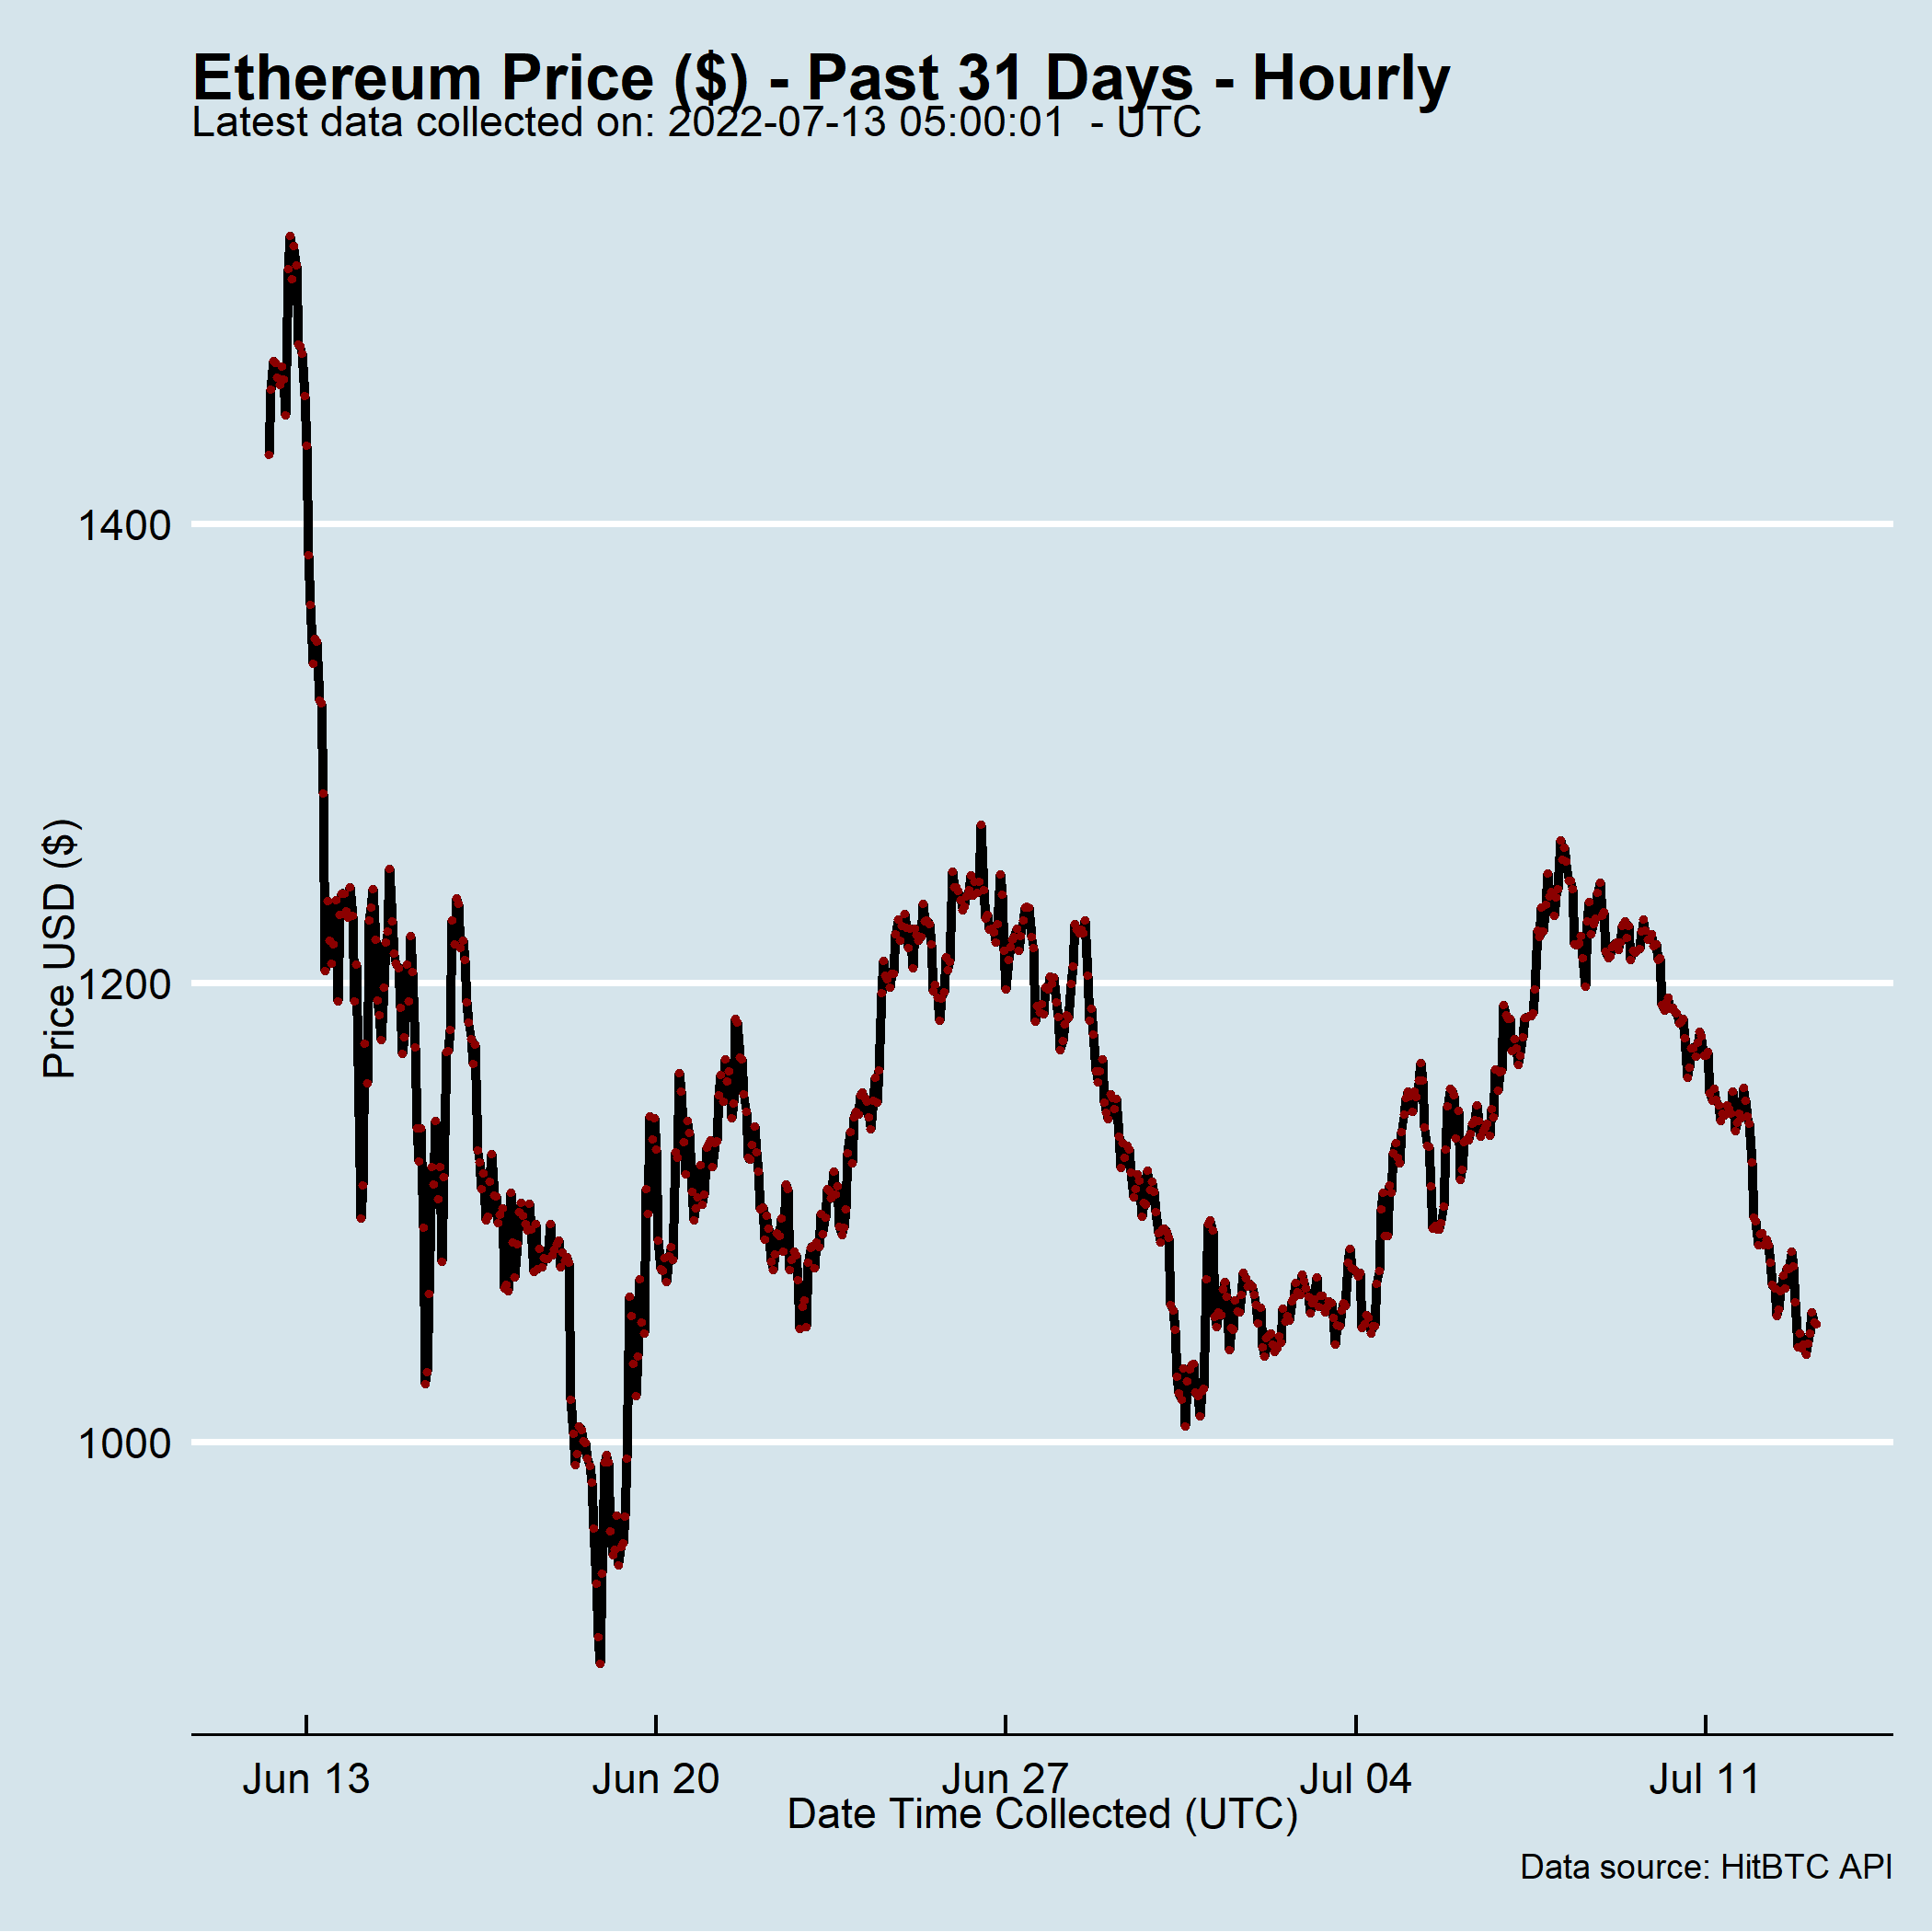 Ethereum Price ($) - Past 31 Days - Hourly
Latest data collected on: 2022-07-13 05:00:01  - UTC
Price USD ($)
1400
1200
1000
Jun 13
Jun 20
Jun 27
Jul 04
Jul 11
Date Time Collected (UTC)
Data source: HitBTC API